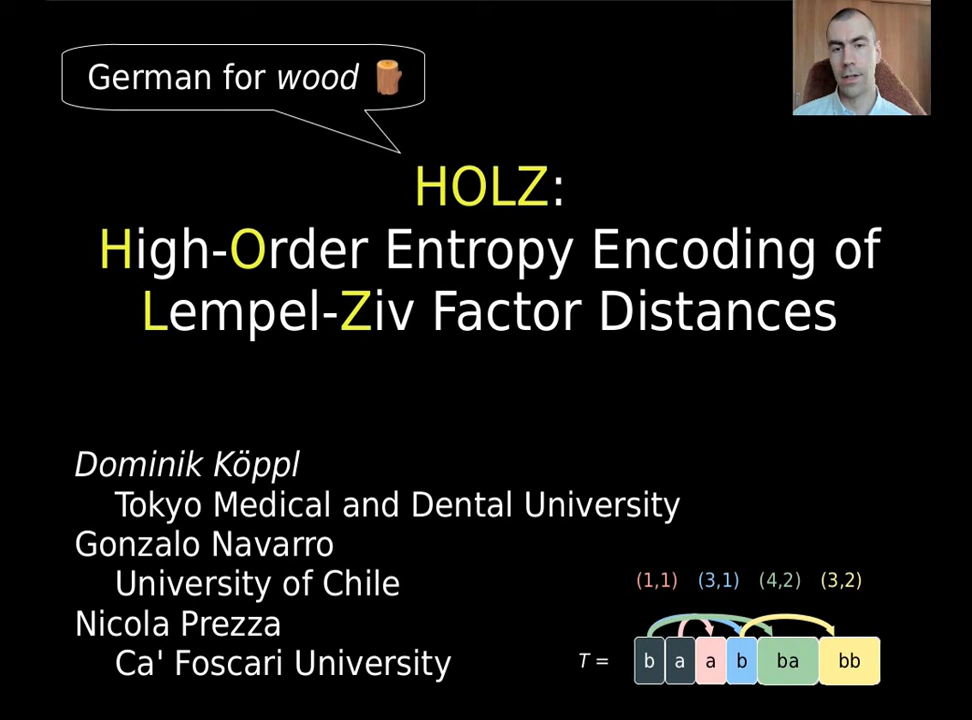 German for wood
HOLZ:
High-Order Entropy Encoding of
Lempel-Ziv Factor Distances
Dominik Köppl
Tokyo Medical and Dental University
Gonzalo Navarro
University of Chile
Nicola Prezza
Ca' Foscari University
(1,1) (3,1) (4,2) (3,2)
T = b a a b ba bb